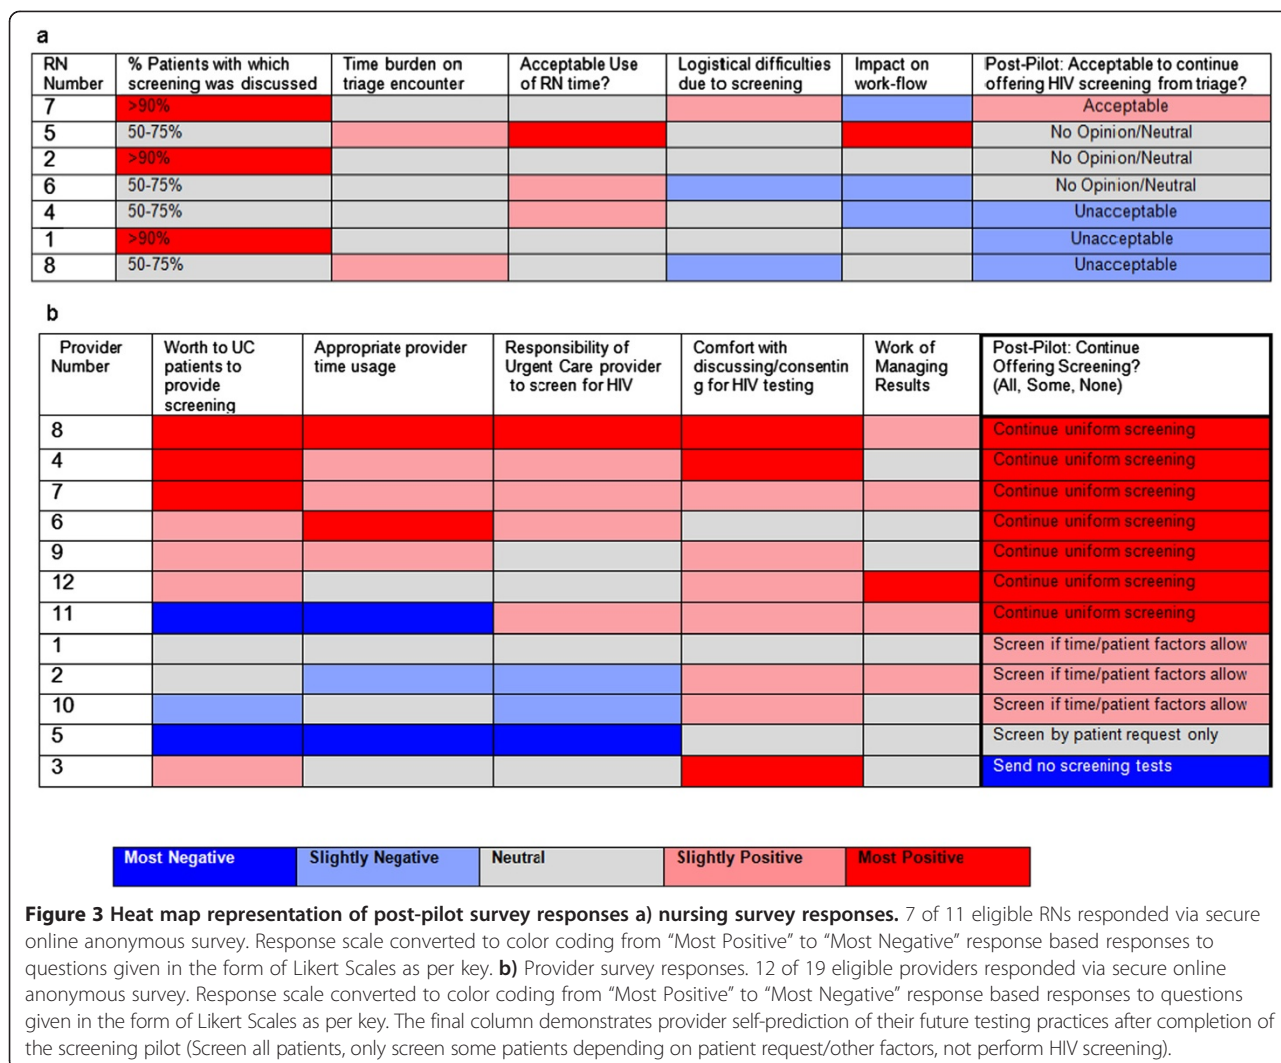 a
RN Number
% Patients with which screening was discussed
Time burden on triage encounter
Acceptable Use of RN time?
Logistical difficulties due to screening
Impact on work-flow
Post-Pilot: Acceptable to continue offering HIV screening from triage?
7 >90% Acceptable
5 50-75% No Opinion/Neutral
2 >90% No Opinion/Neutral
6 50-75% No Opinion/Neutral
4 50-75% Unacceptable
1 >90% Unacceptable
8 50-75% Unacceptable
b
Provider Number
Worth to UC patients to provide screening
Appropriate provider time usage
Responsibility of Urgent Care provider to screen for HIV
Comfort with discussing/consentin g for HIV testing
Work of Managing Results
Post-Pilot: Continue Offering Screening? (All, Some, None)
8 Continue uniform screening
4 Continue uniform screening
7 Continue uniform screening
6 Continue uniform screening
9 Continue uniform screening
12 Continue uniform screening
11 Continue uniform screening
1 Screen if time/patient factors allow
2 Screen if time/patient factors allow
10 Screen if time/patient factors allow
5 Screen by patient request only
3 Send no screening tests
Most Negative Slightly Negative Neutral Slightly Positive Most Positive
Figure 3 Heat map representation of post-pilot survey responses a) nursing survey responses. 7 of 11 eligible RNs responded via secure
online anonymous survey. Response scale converted to color coding from “Most Positive” to “Most Negative” response based responses to
questions given in the form of Likert Scales as per key. b) Provider survey responses. 12 of 19 eligible providers responded via secure online
anonymous survey. Response scale converted to color coding from “Most Positive” to “Most Negative” response based responses to questions
given in the form of Likert Scales as per key. The final column demonstrates provider self-prediction of their future testing practices after completion of
the screening pilot (Screen all patients, only screen some patients depending on patient request/other factors, not perform HIV screening).